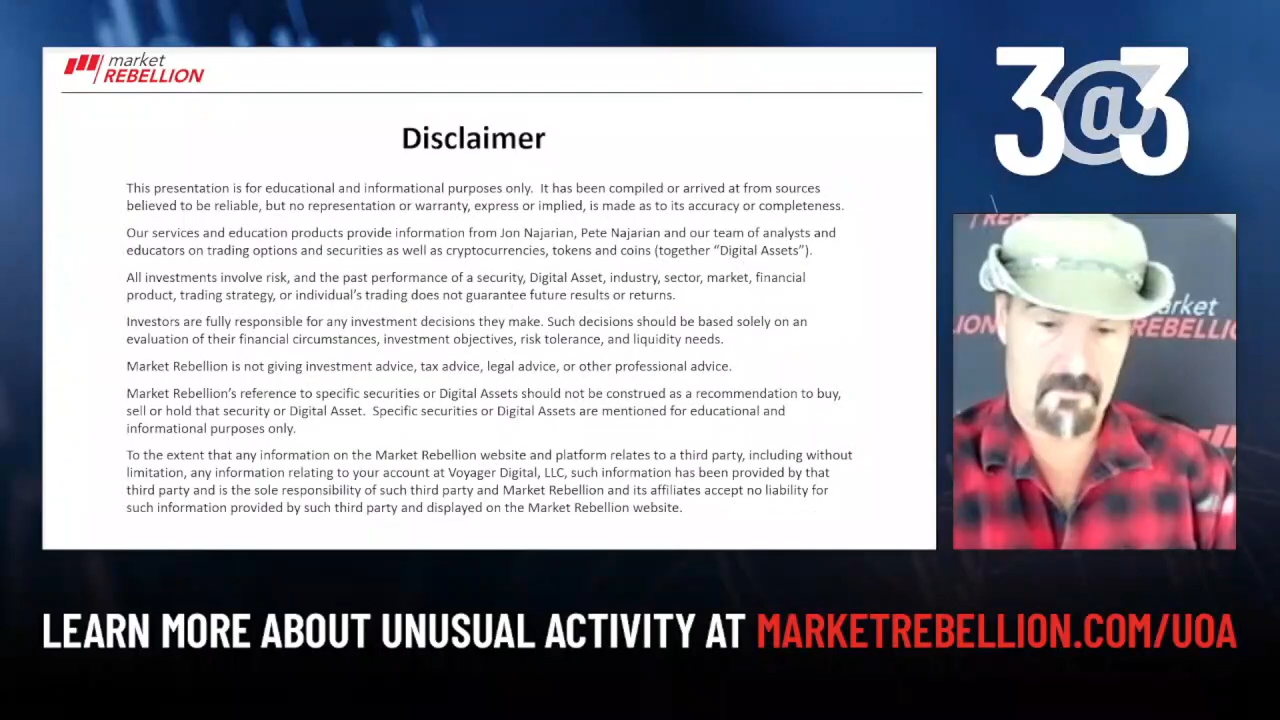 market
REBELLION
Disclaimer
This presentation is for educational and informational purposes only.  It has been compiled or arrived at from sources
believed to be reliable, but no representation or warranty, express or implied, is made as to its accuracy or completeness.
Our services and education products provide information from Jon Najarian, Pete Najarian and our team of analysts and
educators on trading options and securities as well as cryptocurrencies, tokens and coins (together “Digital Assets”).
All investments involve risk, and the past performance of a security, Digital Asset, industry, sector, market, financial
product, trading strategy, or individual’s trading does not guarantee future results or returns.
Investors are fully responsible for any investment decisions they make. Such decisions should be based solely on an
evaluation of their financial circumstances, investment objectives, risk tolerance, and liquidity needs.
Market Rebellion is not giving investment advice, tax advice, legal advice, or other professional advice.
Market Rebellion’s reference to specific securities or Digital Assets should not be construed as a recommendation to buy,
sell or hold that security or Digital Asset.  Specific securities or Digital Assets are mentioned for educational and
informational purposes only.
To the extent that any information on the Market Rebellion website and platform relates to a third party, including without
limitation, any information relating to your account at Voyager Digital, LLC, such information has been provided by that
third party and is the sole responsibility of such third party and Market Rebellion and its affiliates accept no liability for
such information provided by such third party and displayed on the Market Rebellion website.
3@3
REB
arket
LION
REBELLIO
LEARN MORE ABOUT UNUSUAL ACTIVITY AT MARKETREBELLION.COM/UOA